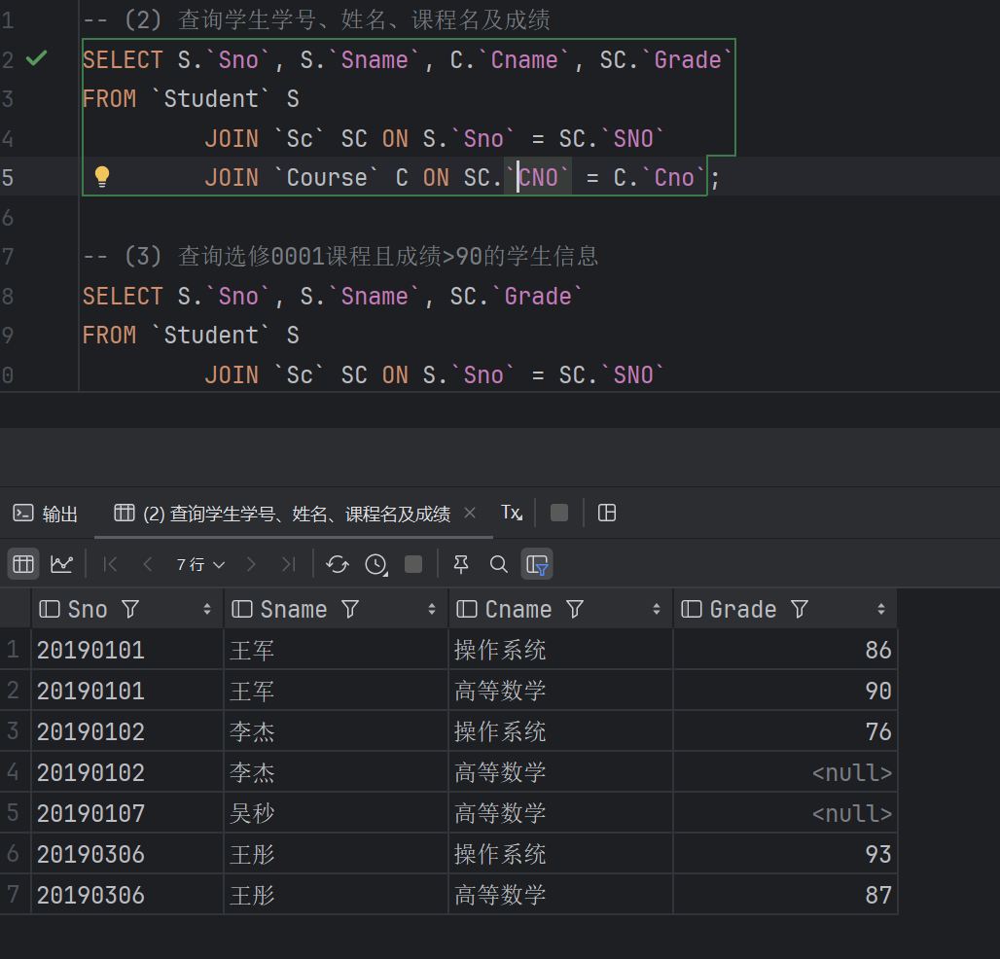 1 -- (2) 查询学生学号、姓名、课程名及成绩
2 SELECT S.`Sno`, S.`Sname`, C.`Cname`, SC.`Grade`
3 FROM `Student` S
4 JOIN `Sc` SC ON S.`Sno` = SC.`SNO`
5 JOIN `Course` C ON SC.`CNO` = C.`Cno`;
6
7 -- (3) 查询选修0001课程且成绩>90的学生信息
8 SELECT S.`Sno`, S.`Sname`, SC.`Grade`
9 FROM `Student` S
0 JOIN `Sc` SC ON S.`Sno` = SC.`SNO`
输出 (2) 查询学生学号、姓名、课程名及成绩 Tx
7 行
Sno Sname Cname Grade
1 20190101 王军 操作系统 86
2 20190101 王军 高等数学 90
3 20190102 李杰 操作系统 76
4 20190102 李杰 高等数学 <null>
5 20190107 吴秒 高等数学 <null>
6 20190306 王彤 操作系统 93
7 20190306 王彤 高等数学 87